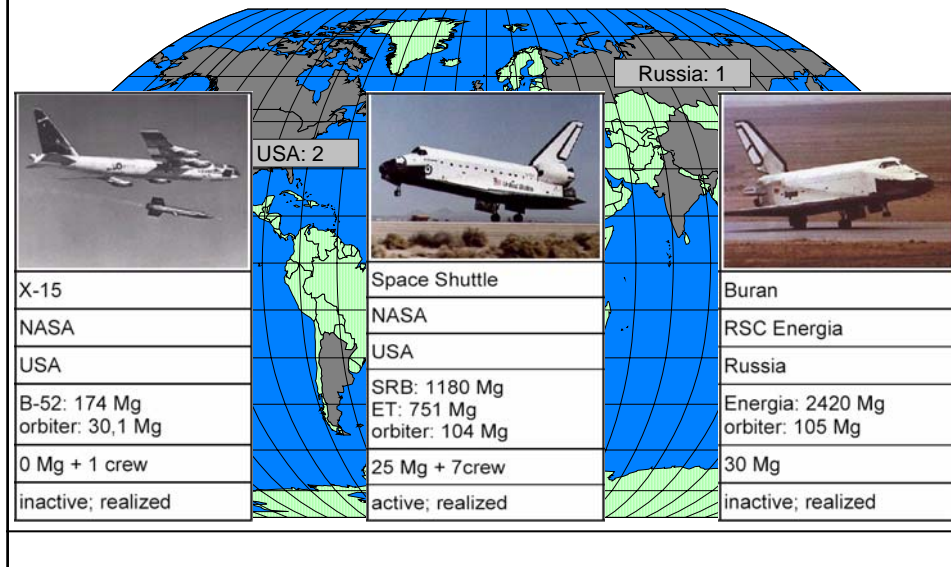 Russia: 1
USA: 2
X-15
NASA
USA
B-52: 174 Mg
orbiter: 30,1 Mg
0 Mg + 1 crew
inactive; realized
Space Shuttle
NASA
USA
SRB: 1180 Mg
ET: 751 Mg
orbiter: 104 Mg
25 Mg + 7crew
active; realized
Buran
RSC Energia
Russia
Energia: 2420 Mg
orbiter: 105 Mg
30 Mg
inactive; realized
United States